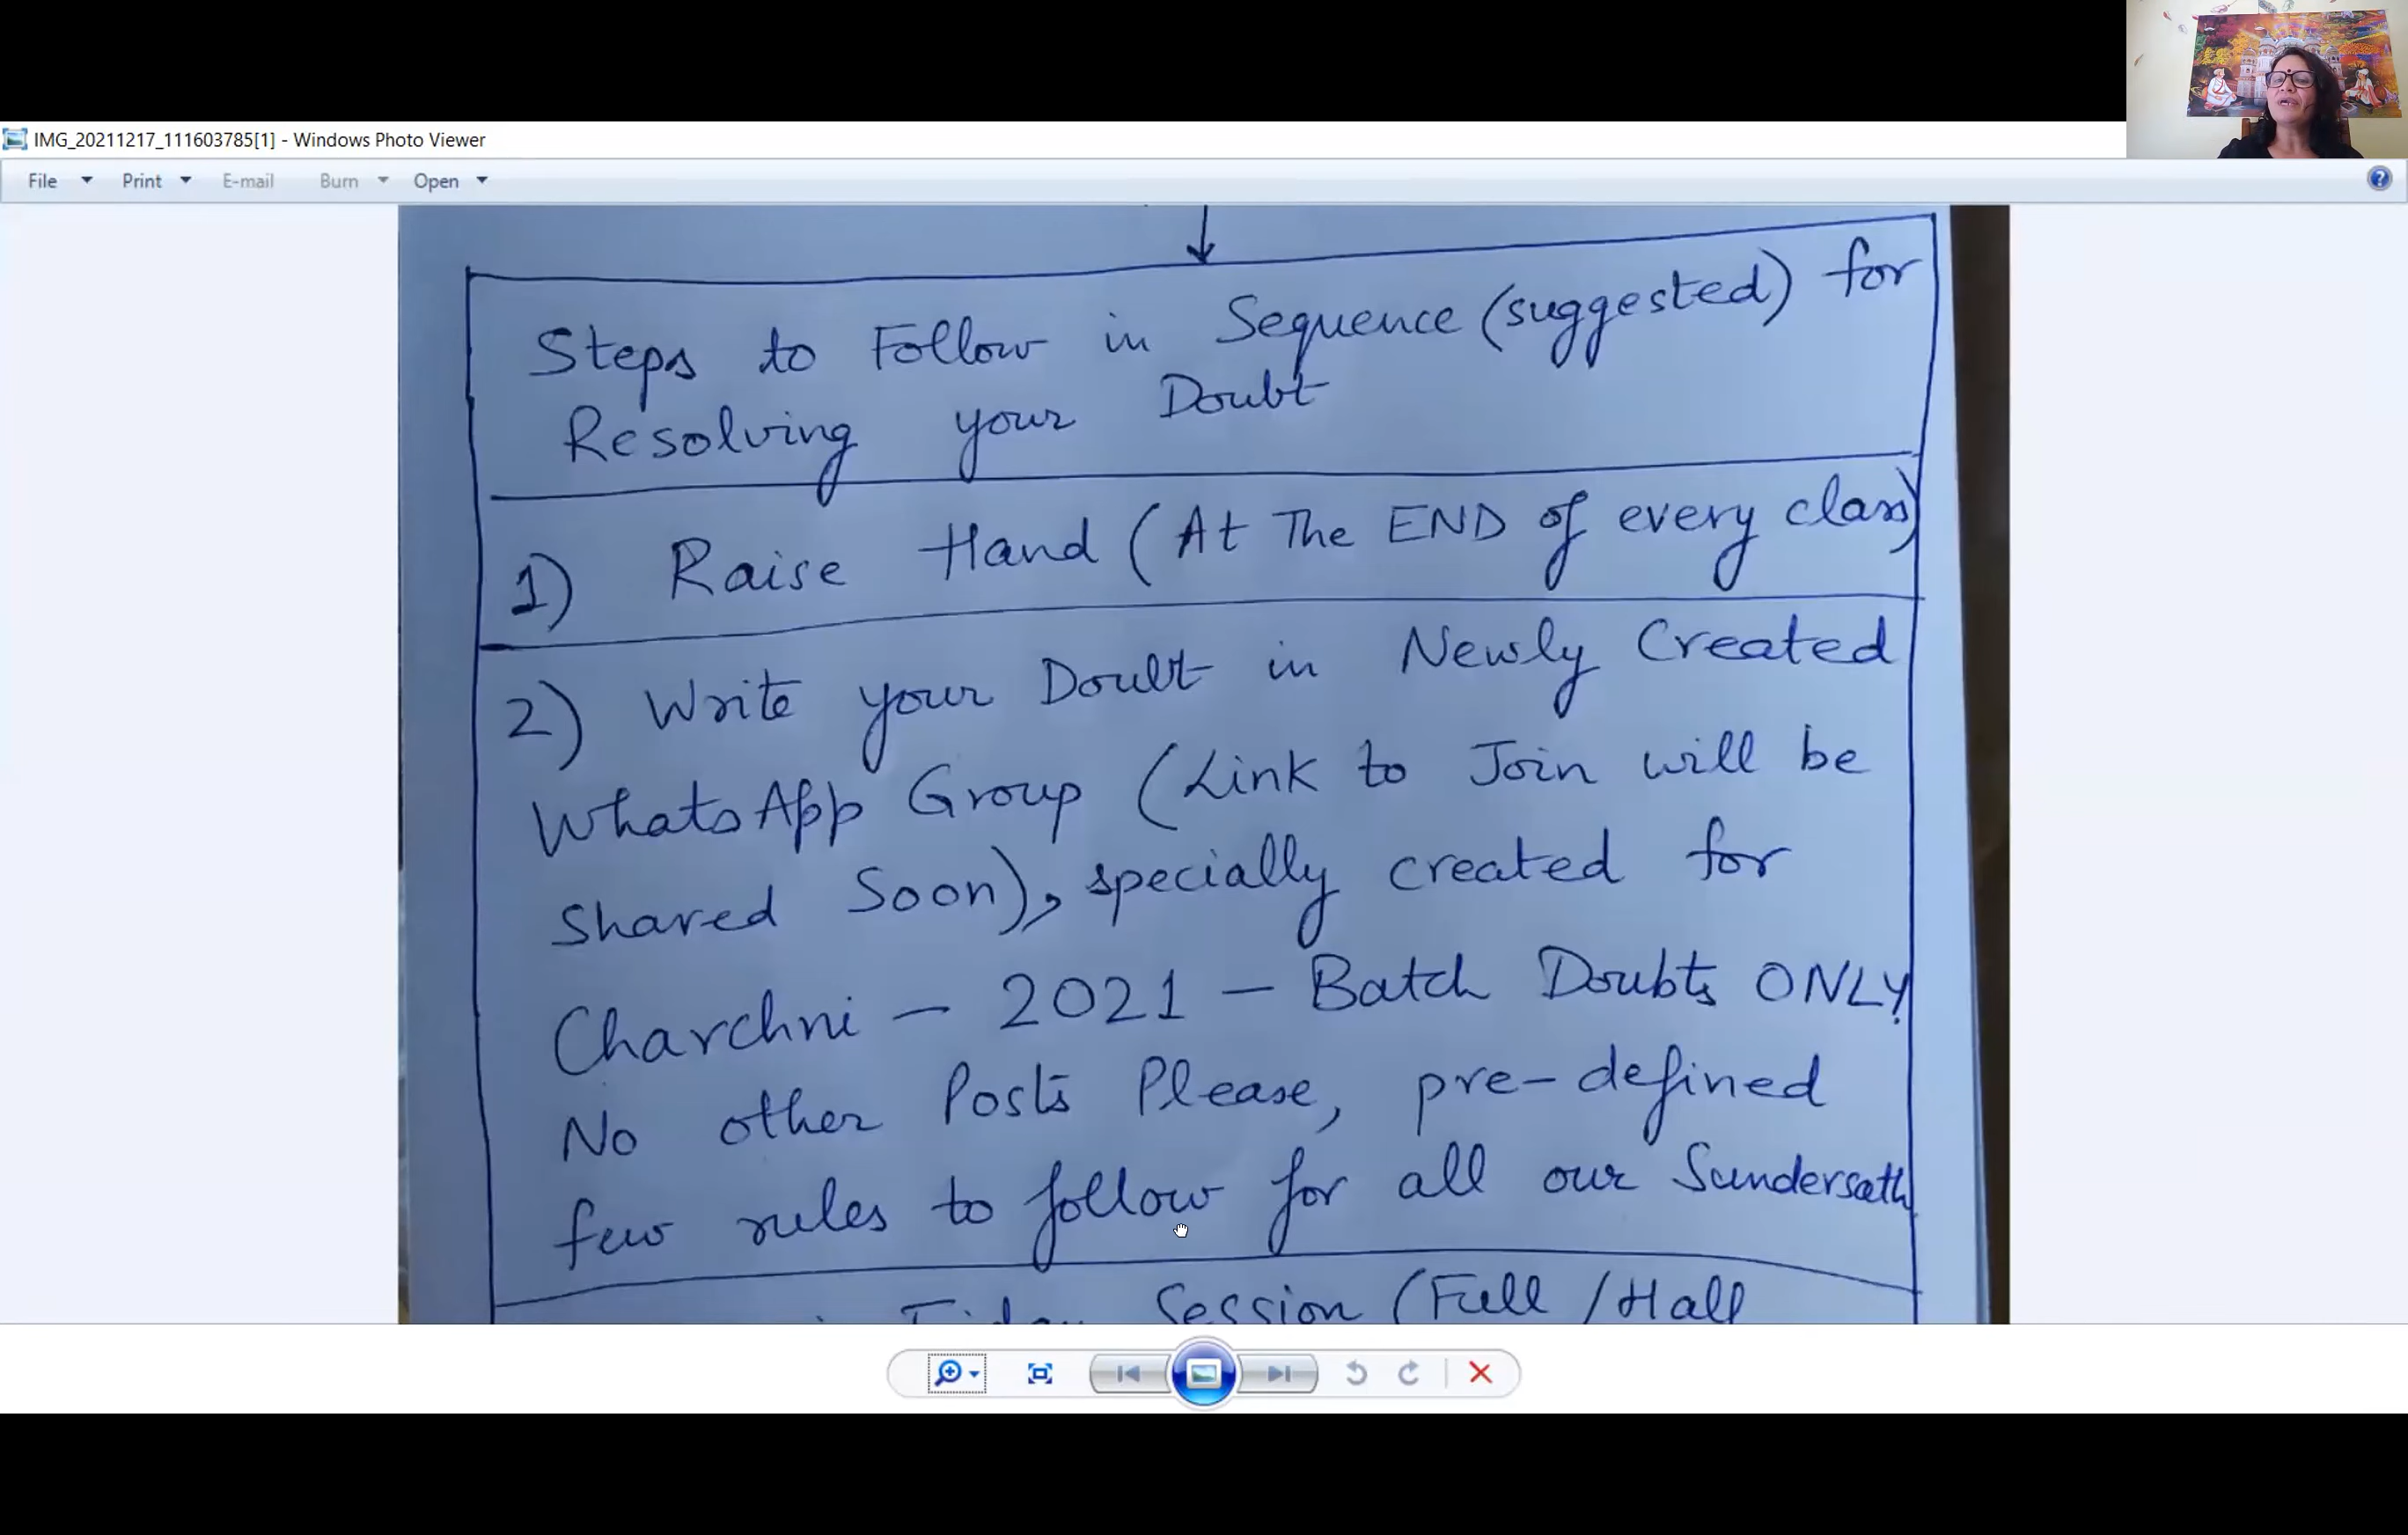 IMG_20211217_111603785[1] - Windows Photo Viewer
File Print E-mail Burn Open
Steps to Follow in Sequence (suggested) for
Resolving your Doubt
1) Raise Hand (At The END of every class)
2) Write your Doubt in Newly Created
WhatsApp Group (Link to Join will be
Shared Soon), specially created for
Charchni - 2021 - Batch Doubts ONLY
No other Posts Please, pre-defined
few rules to follow for all our Sundersath
Session (Full / Half